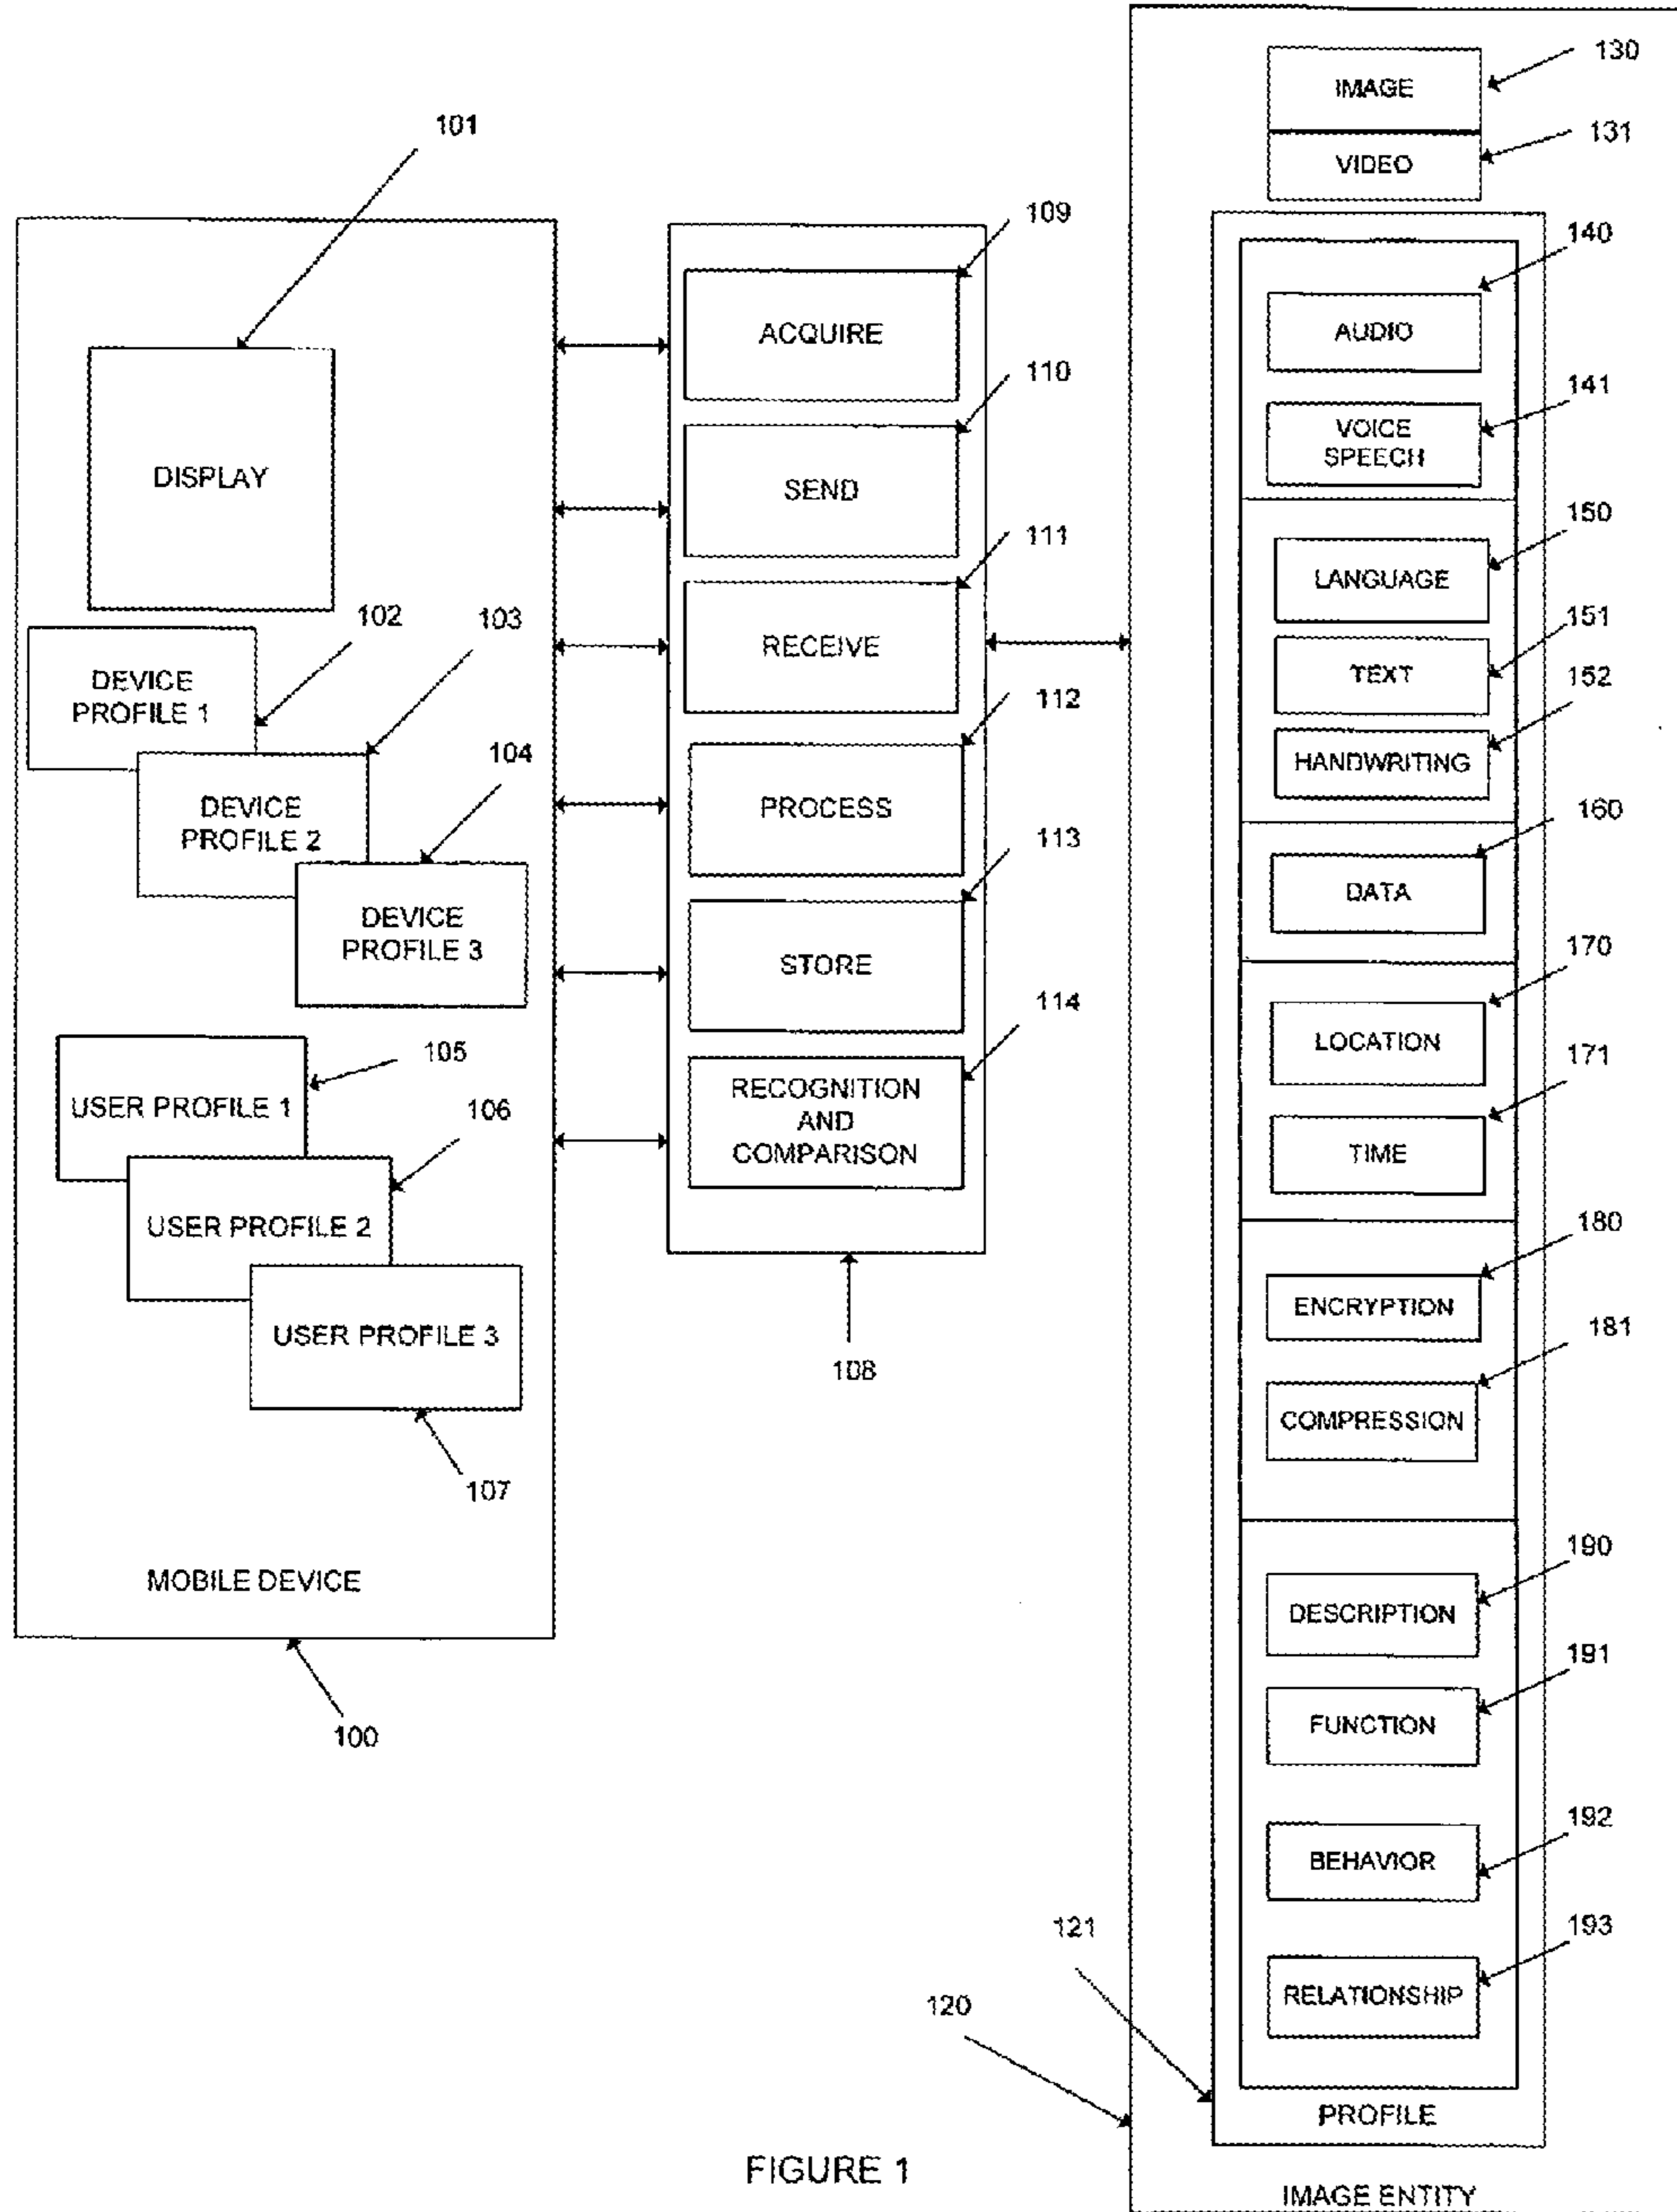 101
DISPLAY
102
103
DEVICE
PROFILE 1
104
DEVICE
PROFILE 2
DEVICE
PROFILE 3
105
USER PROFILE 1
106
USER PROFILE 2
USER PROFILE 3
107
MOBILE DEVICE
100
109
ACQUIRE
110
SEND
111
RECEIVE
112
PROCESS
113
STORE
114
RECOGNITION
AND
COMPARISON
108
130
IMAGE
131
VIDEO
140
AUDIO
141
VOICE
SPEECH
150
LANGUAGE
151
TEXT
152
HANDWRITING
160
DATA
170
LOCATION
171
TIME
180
ENCRYPTION
181
COMPRESSION
190
DESCRIPTION
191
FUNCTION
192
BEHAVIOR
193
RELATIONSHIP
121
120
PROFILE
IMAGE ENTITY
FIGURE 1